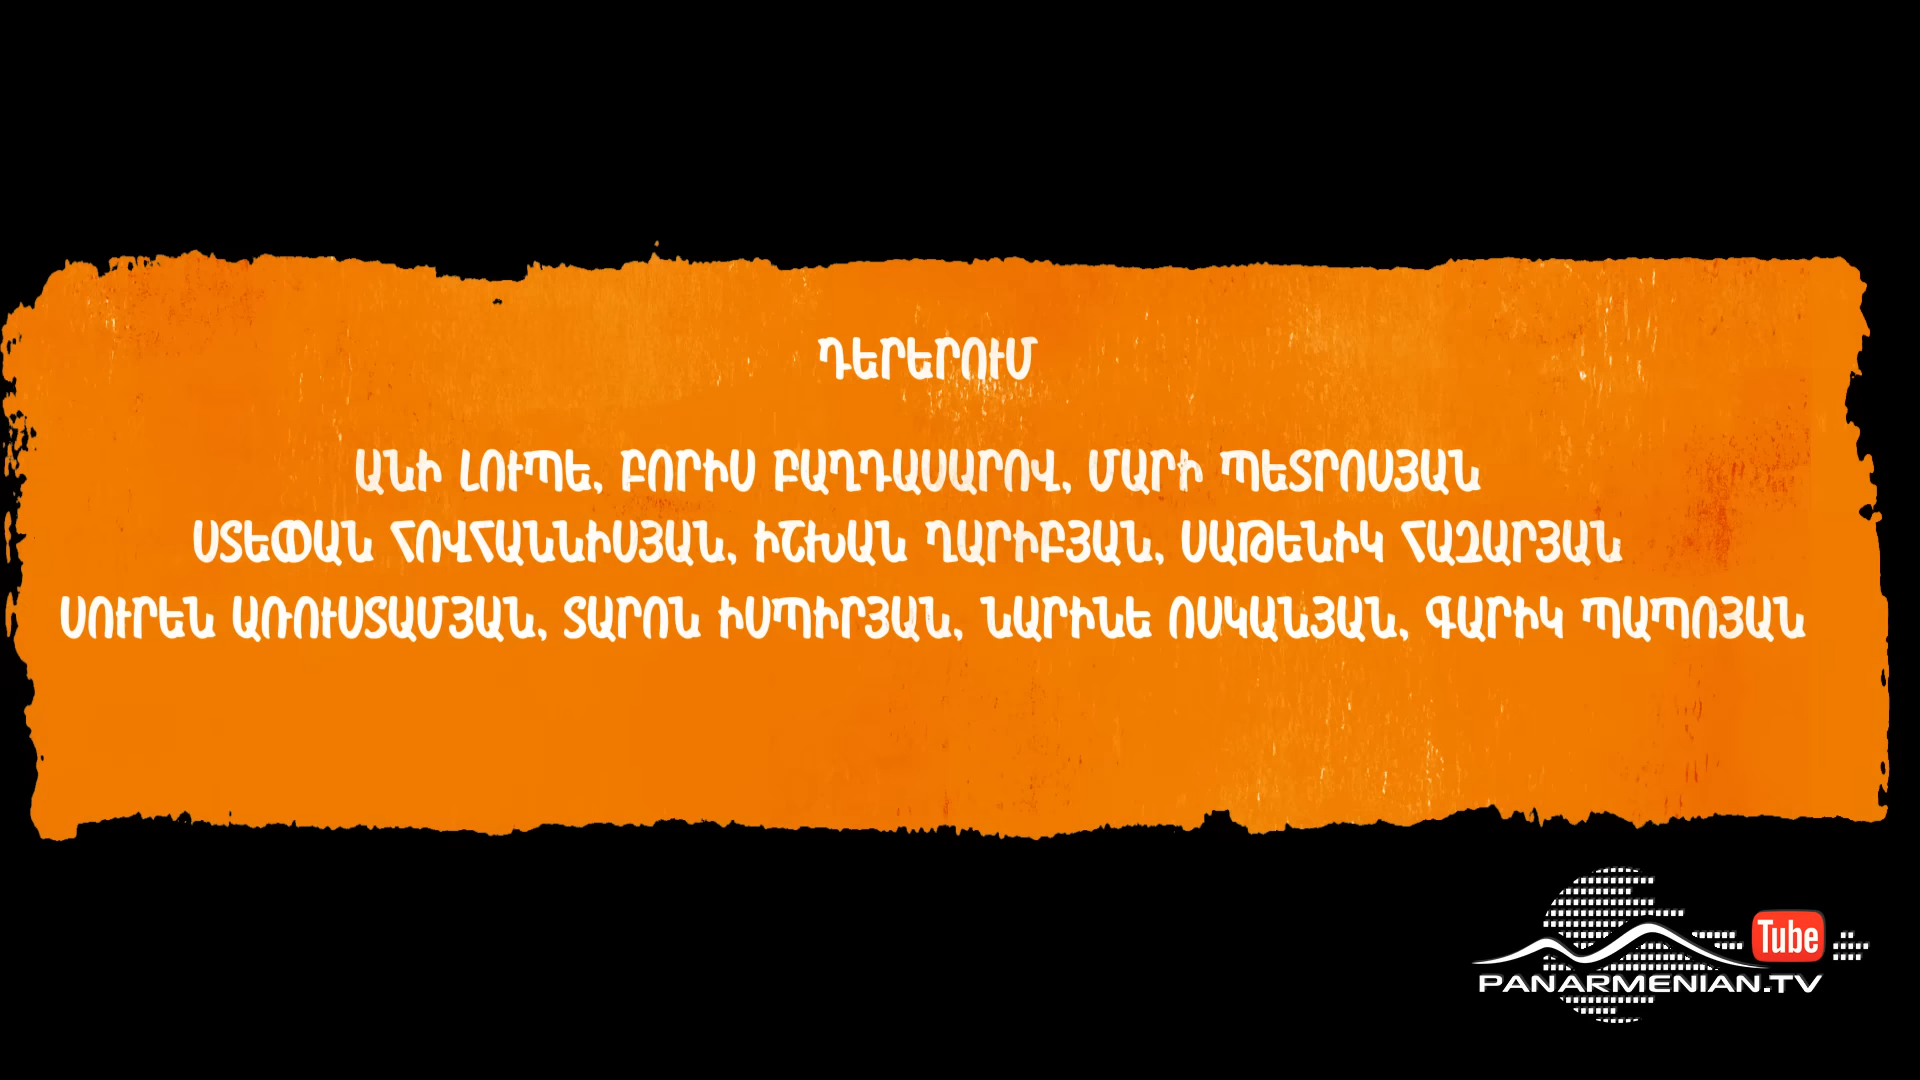 ԴԵՐԵՐՈՒՄ
ԱՆԻ ԼՈՒՊԵ, ԲՈՐԻՍ ԲԱՂԴԱՍԱՐՈՎ, ՄԱՐԻ ՊԵՏՐՈՍՅԱՆ
ՍՏԵՓԱՆ ՀՈՎՀԱՆՆԻՍՅԱՆ, ԻՇԽԱՆ ՂԱՐԻԲՅԱՆ, ՍԱԹԵՆԻԿ ՀԱԶԱՐՅԱՆ
ՍՈՒՐԵՆ ԱՌՈՒՍՏԱՄՅԱՆ, ՏԱՐՈՆ ԻՍՊԻՐՅԱՆ, ՆԱՐԻՆԵ ՈՍԿԱՆՅԱՆ, ԳԱՐԻԿ ՊԱՊՈՅԱՆ
Tube
PANARMENIAN.TV